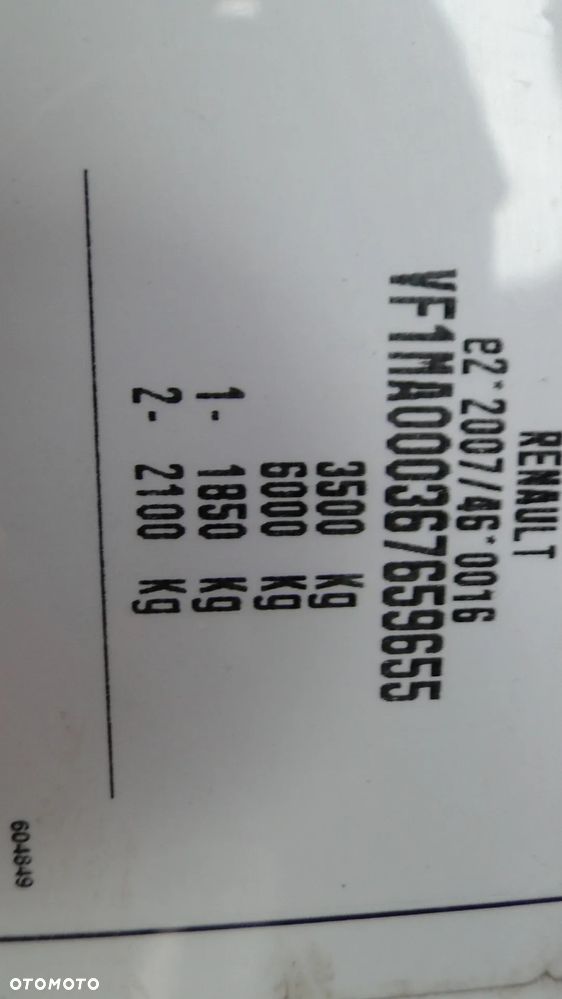 RENAULT
e2*2007/46*0016
VF1MA000367659655
3500 Kg
6000 Kg
1- 1850 Kg
2- 2100 Kg
604849
OTOMOTO